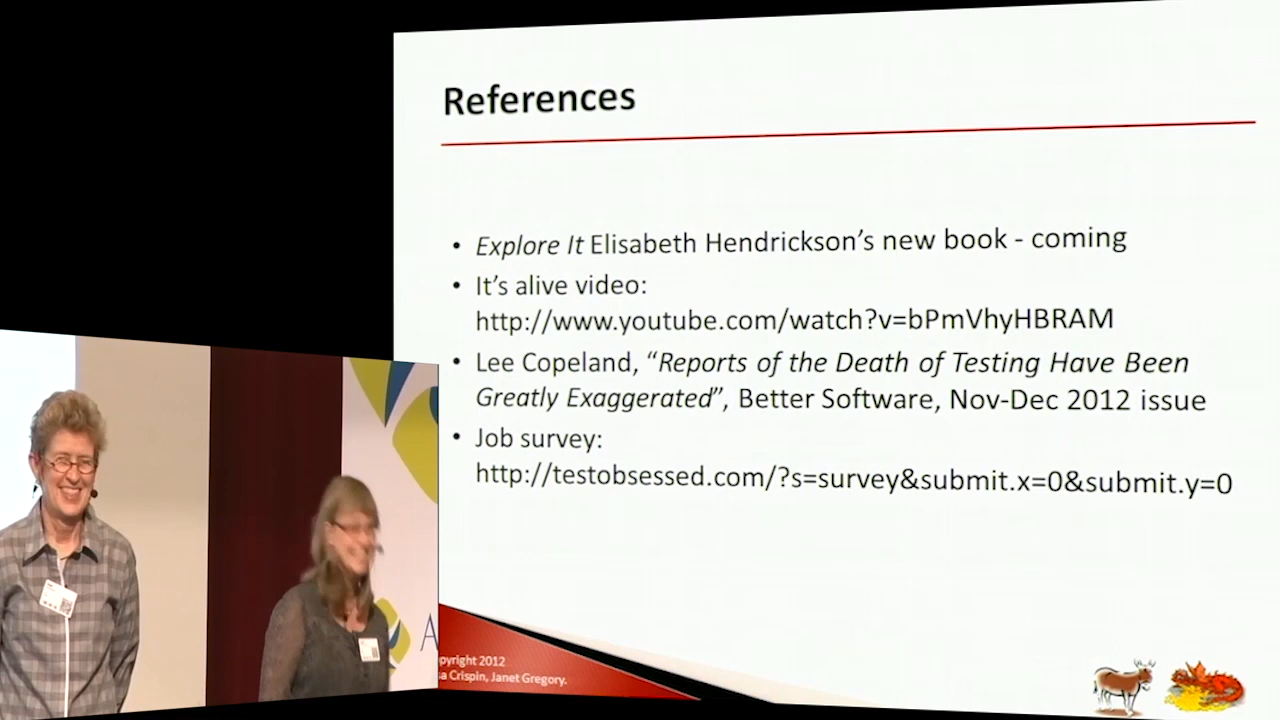 References
• Explore It Elisabeth Hendrickson’s new book - coming
• It’s alive video:
http://www.youtube.com/watch?v=bPmVhyHBRAM
• Lee Copeland, “Reports of the Death of Testing Have Been
Greatly Exaggerated”, Better Software, Nov-Dec 2012 issue
• Job survey:
http://testobsessed.com/?s=survey&submit.x=0&submit.y=0
A
pyright 2012
sa Crispin, Janet Gregory.